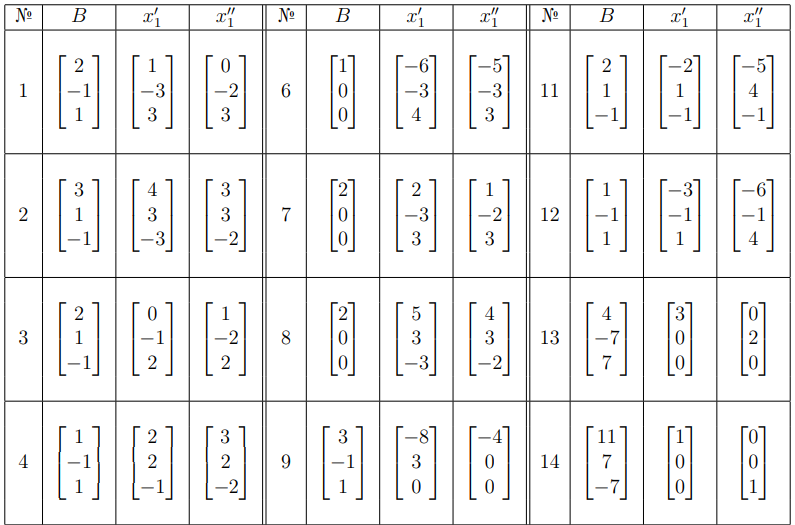 № B x′₁ x″₁ № B x′₁ x″₁ № B x′₁ x″₁
1 [2 −1 1] [1 −3 3] [0 −2 3] 6 [1 0 0] [−6 −3 4] [−5 −3 3] 11 [2 1 −1] [−2 1 −1] [−5 4 −1]
2 [3 1 −1] [4 3 −3] [3 3 −2] 7 [2 0 0] [2 −3 3] [1 −2 3] 12 [1 −1 1] [−3 −1 1] [−6 −1 4]
3 [2 1 −1] [0 −1 2] [1 −2 2] 8 [2 0 0] [5 3 −3] [4 3 −2] 13 [4 −7 7] [3 0 0] [0 2 0]
4 [1 −1 1] [2 2 −1] [3 2 −2] 9 [3 −1 1] [−8 3 0] [−4 0 0] 14 [11 7 −7] [1 0 0] [0 0 1]